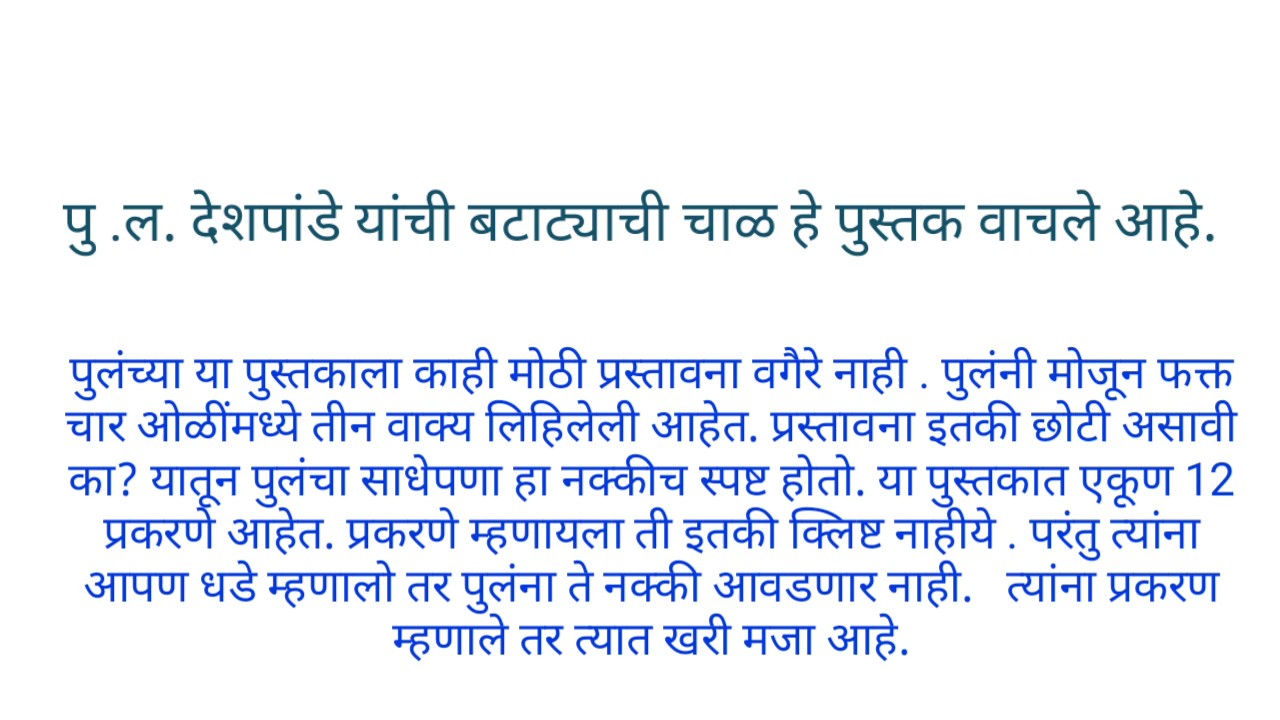 पु .ल. देशपांडे यांची बटाट्याची चाळ हे पुस्तक वाचले आहे.
पुलंच्या या पुस्तकाला काही मोठी प्रस्तावना वगैरे नाही . पुलंनी मोजून फक्त
चार ओळींमध्ये तीन वाक्य लिहिलेली आहेत. प्रस्तावना इतकी छोटी असावी
का? यातून पुलंचा साधेपणा हा नक्कीच स्पष्ट होतो. या पुस्तकात एकूण 12
प्रकरणे आहेत. प्रकरणे म्हणायला ती इतकी क्लिष्ट नाहीये . परंतु त्यांना
आपण धडे म्हणालो तर पुलंना ते नक्की आवडणार नाही.   त्यांना प्रकरण
म्हणाले तर त्यात खरी मजा आहे.